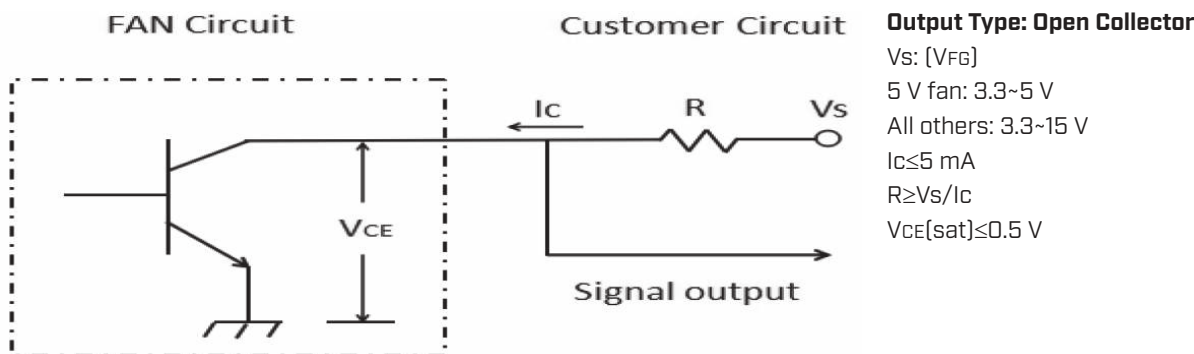 FAN Circuit
Customer Circuit
Ic
R
Vs
VCE
Signal output
Output Type: Open Collector
Vs: (VFG)
5 V fan: 3.3~5 V
All others: 3.3~15 V
Ic≤5 mA
R≥Vs/Ic
VCE(sat)≤0.5 V